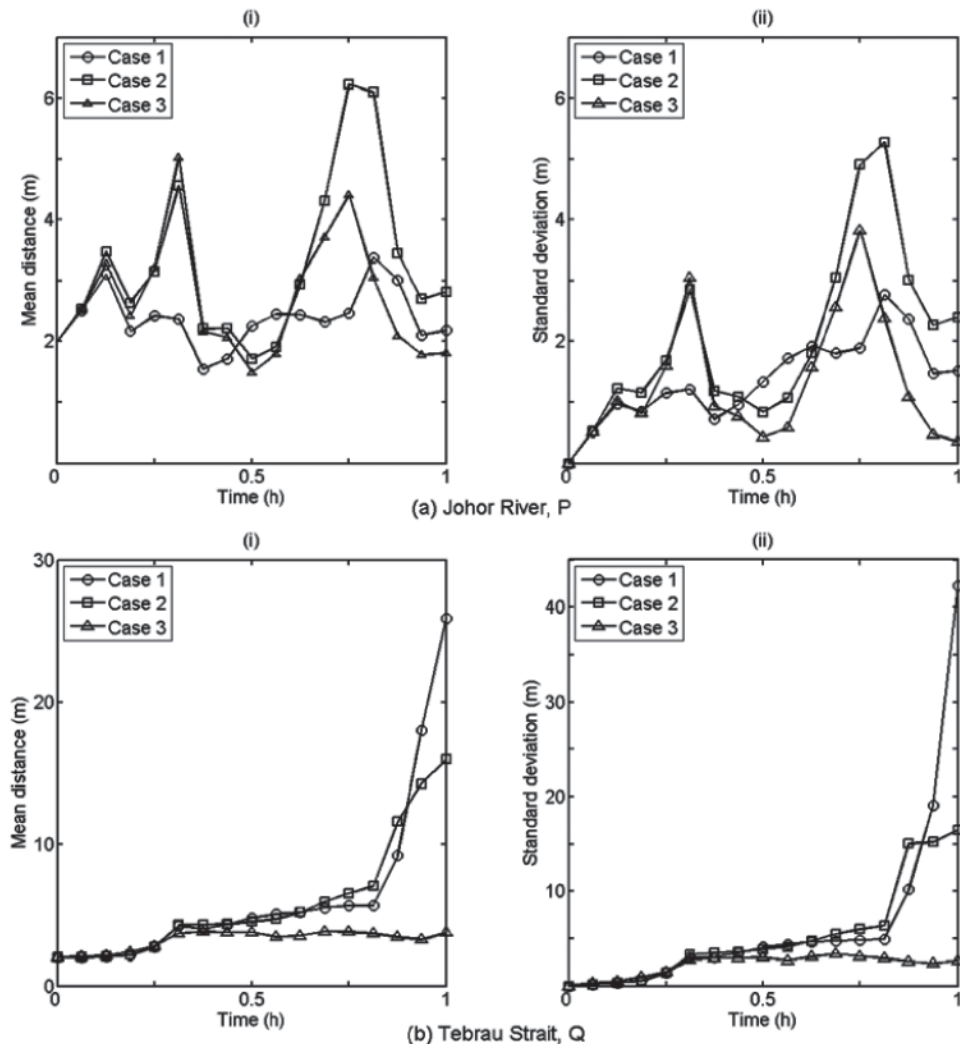 (i)
Case 1
Case 2
Case 3
Mean distance (m)
6
4
2
0
0.5
1
Time (h)
(ii)
Case 1
Case 2
Case 3
Standard deviation (m)
6
4
2
0
0.5
1
Time (h)
(a) Johor River, P
(i)
Case 1
Case 2
Case 3
Mean distance (m)
30
20
10
0
0
0.5
1
Time (h)
(ii)
Case 1
Case 2
Case 3
Standard deviation (m)
40
20
10
0
0
0.5
1
Time (h)
(b) Tebrau Strait, Q